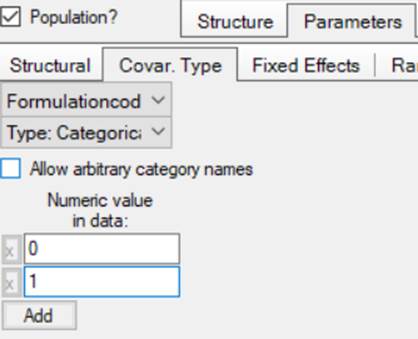 Population?
Structure
Parameters
Structural
Covar. Type
Fixed Effects
Ra
Formulationcod
Type: Categorica
Allow arbitrary category names
Numeric value
in data:
x 0
x 1
Add